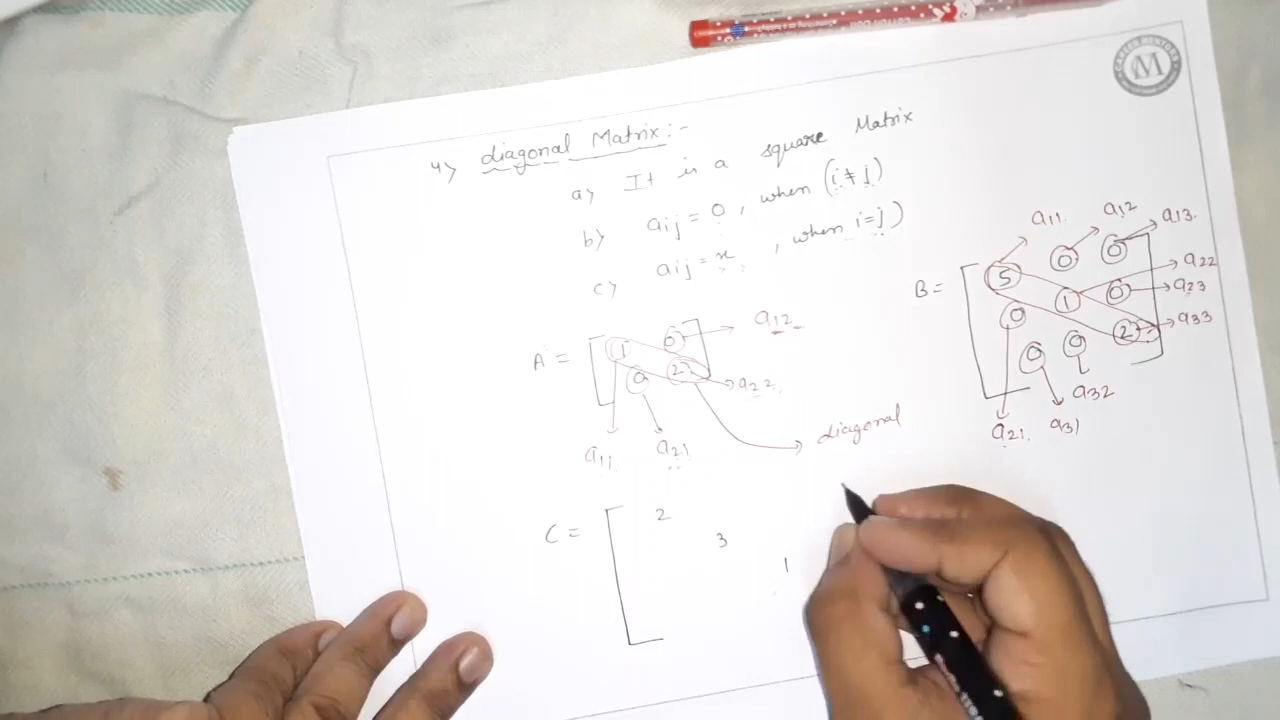 4) diagonal Matrix:-
a) It is a square Matrix
b) aij = 0, when (i ≠ j)
c) aij = x, when i=j)
A = [ 1 0
0 2 ]
a12
a22
a11 a21
diagonal
B = [ 5 0 0
0 1 0
0 0 2 ]
a11 a12 a13
a22
a23
a33
a32
a21 a31
C = [ 2
3
1
M